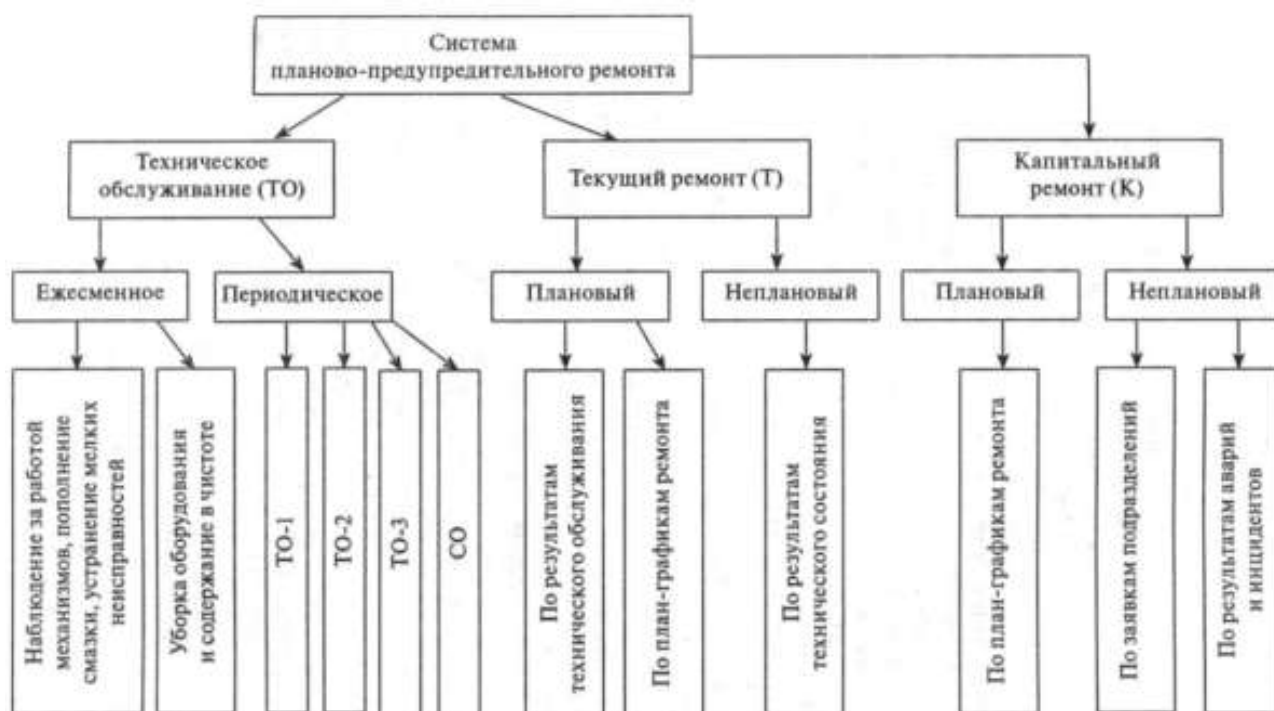 Система
планово-предупредительного ремонта
Техническое
обслуживание (ТО)
Текущий ремонт (Т)
Капитальный
ремонт (К)
Ежесменное
Периодическое
Плановый
Неплановый
Плановый
Неплановый
Наблюдение за работой
механизмов, пополнение
смазки, устранение мелких
неисправностей
Уборка оборудования
и содержание в чистоте
ТО-1
ТО-2
ТО-3
СО
По результатам
технического обслуживания
По план-графикам ремонта
По результатам
технического состояния
По план-графикам ремонта
По заявкам подразделений
По результатам аварий
и инцидентов